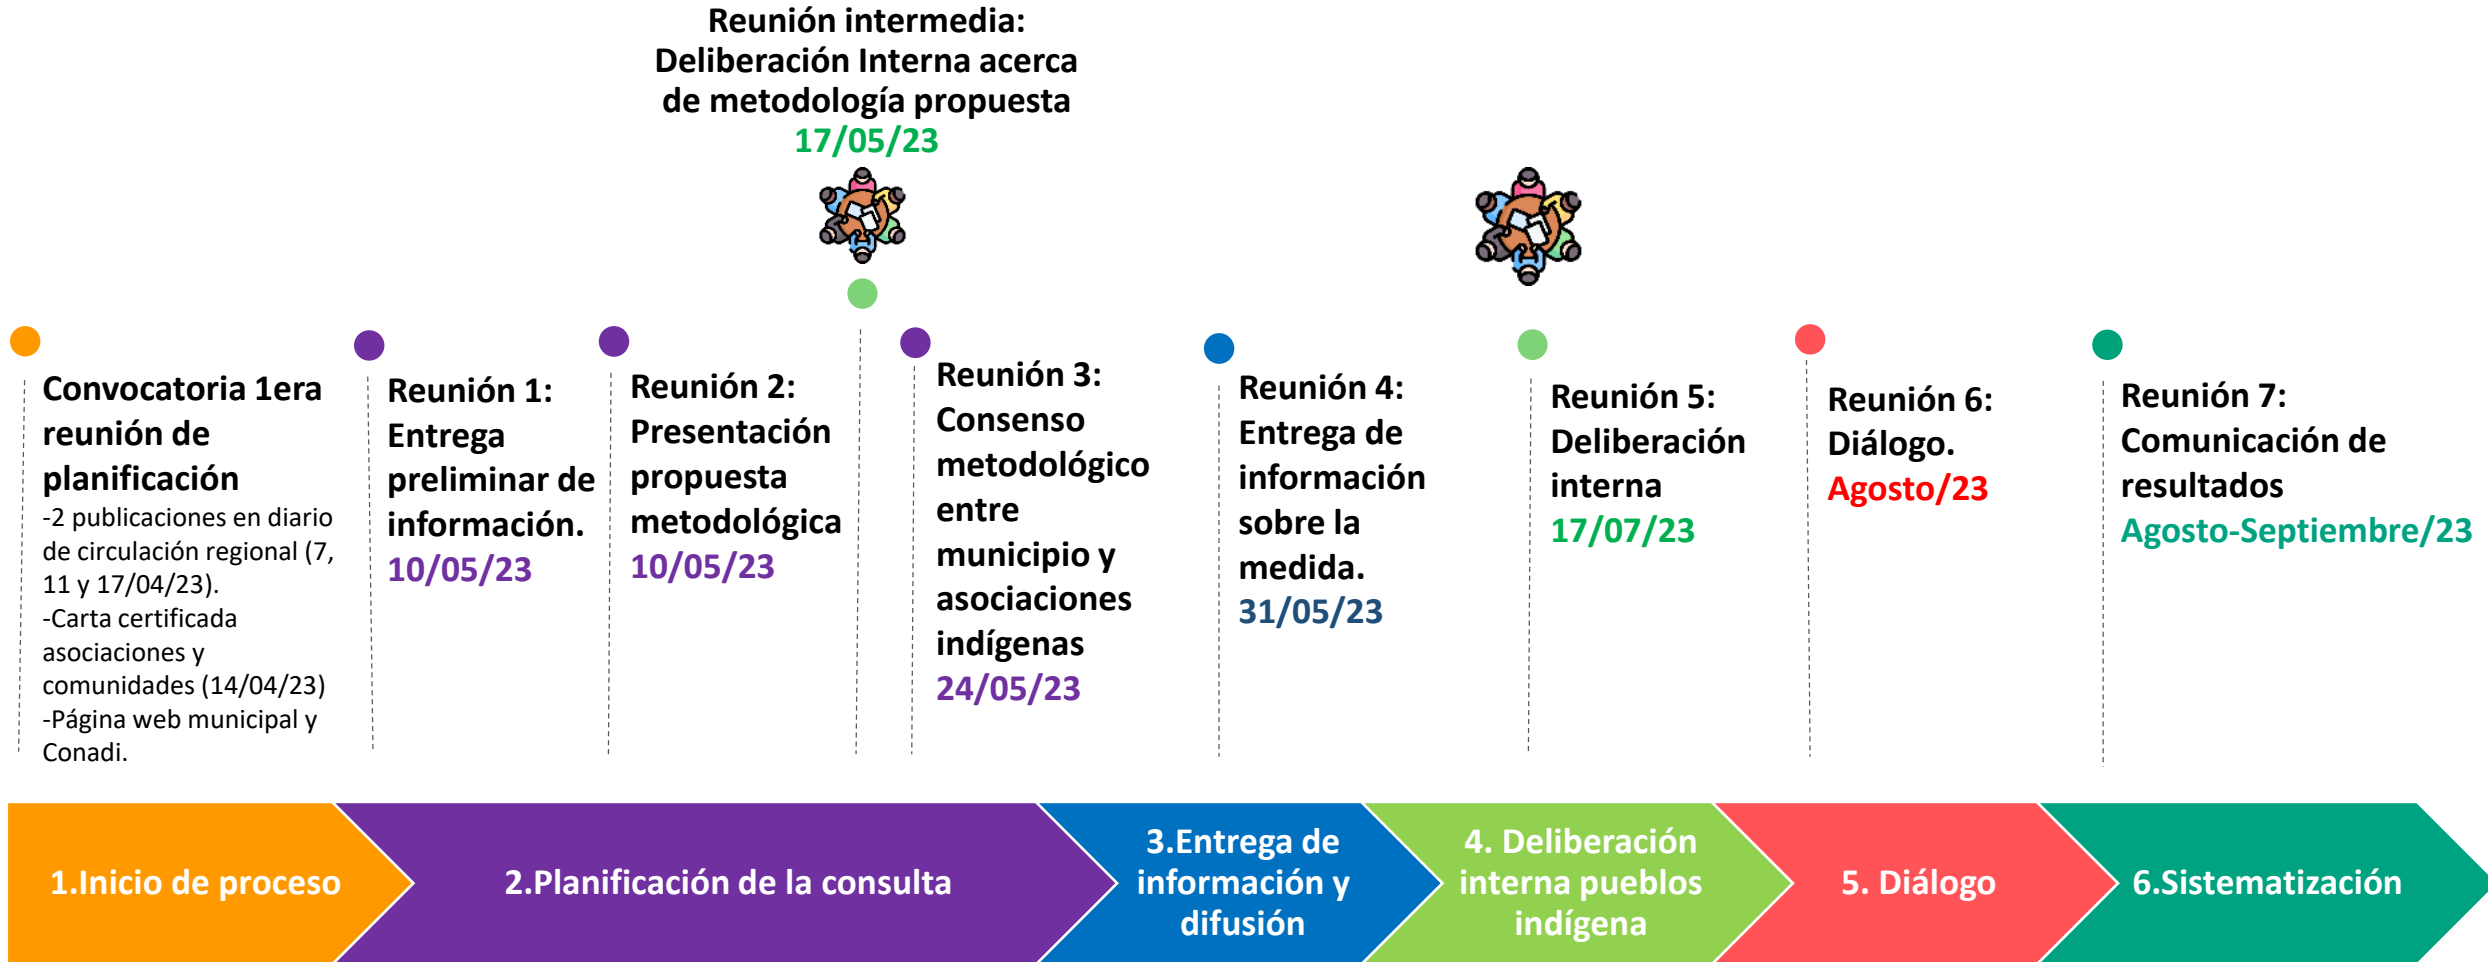 Reunión intermedia:
Deliberación Interna acerca
de metodología propuesta
17/05/23
Convocatoria 1era
reunión de
planificación
-2 publicaciones en diario
de circulación regional (7,
11 y 17/04/23).
-Carta certificada
asociaciones y
comunidades (14/04/23)
-Página web municipal y
Conadi.
Reunión 1:
Entrega
preliminar de
información.
10/05/23
Reunión 2:
Presentación
propuesta
metodológica
10/05/23
Reunión 3:
Consenso
metodológico
entre
municipio y
asociaciones
indígenas
24/05/23
Reunión 4:
Entrega de
información
sobre la
medida.
31/05/23
Reunión 5:
Deliberación
interna
17/07/23
Reunión 6:
Diálogo.
Agosto/23
Reunión 7:
Comunicación de
resultados
Agosto-Septiembre/23
1.Inicio de proceso
2.Planificación de la consulta
3.Entrega de
información y
difusión
4. Deliberación
interna pueblos
indígena
5. Diálogo
6.Sistematización